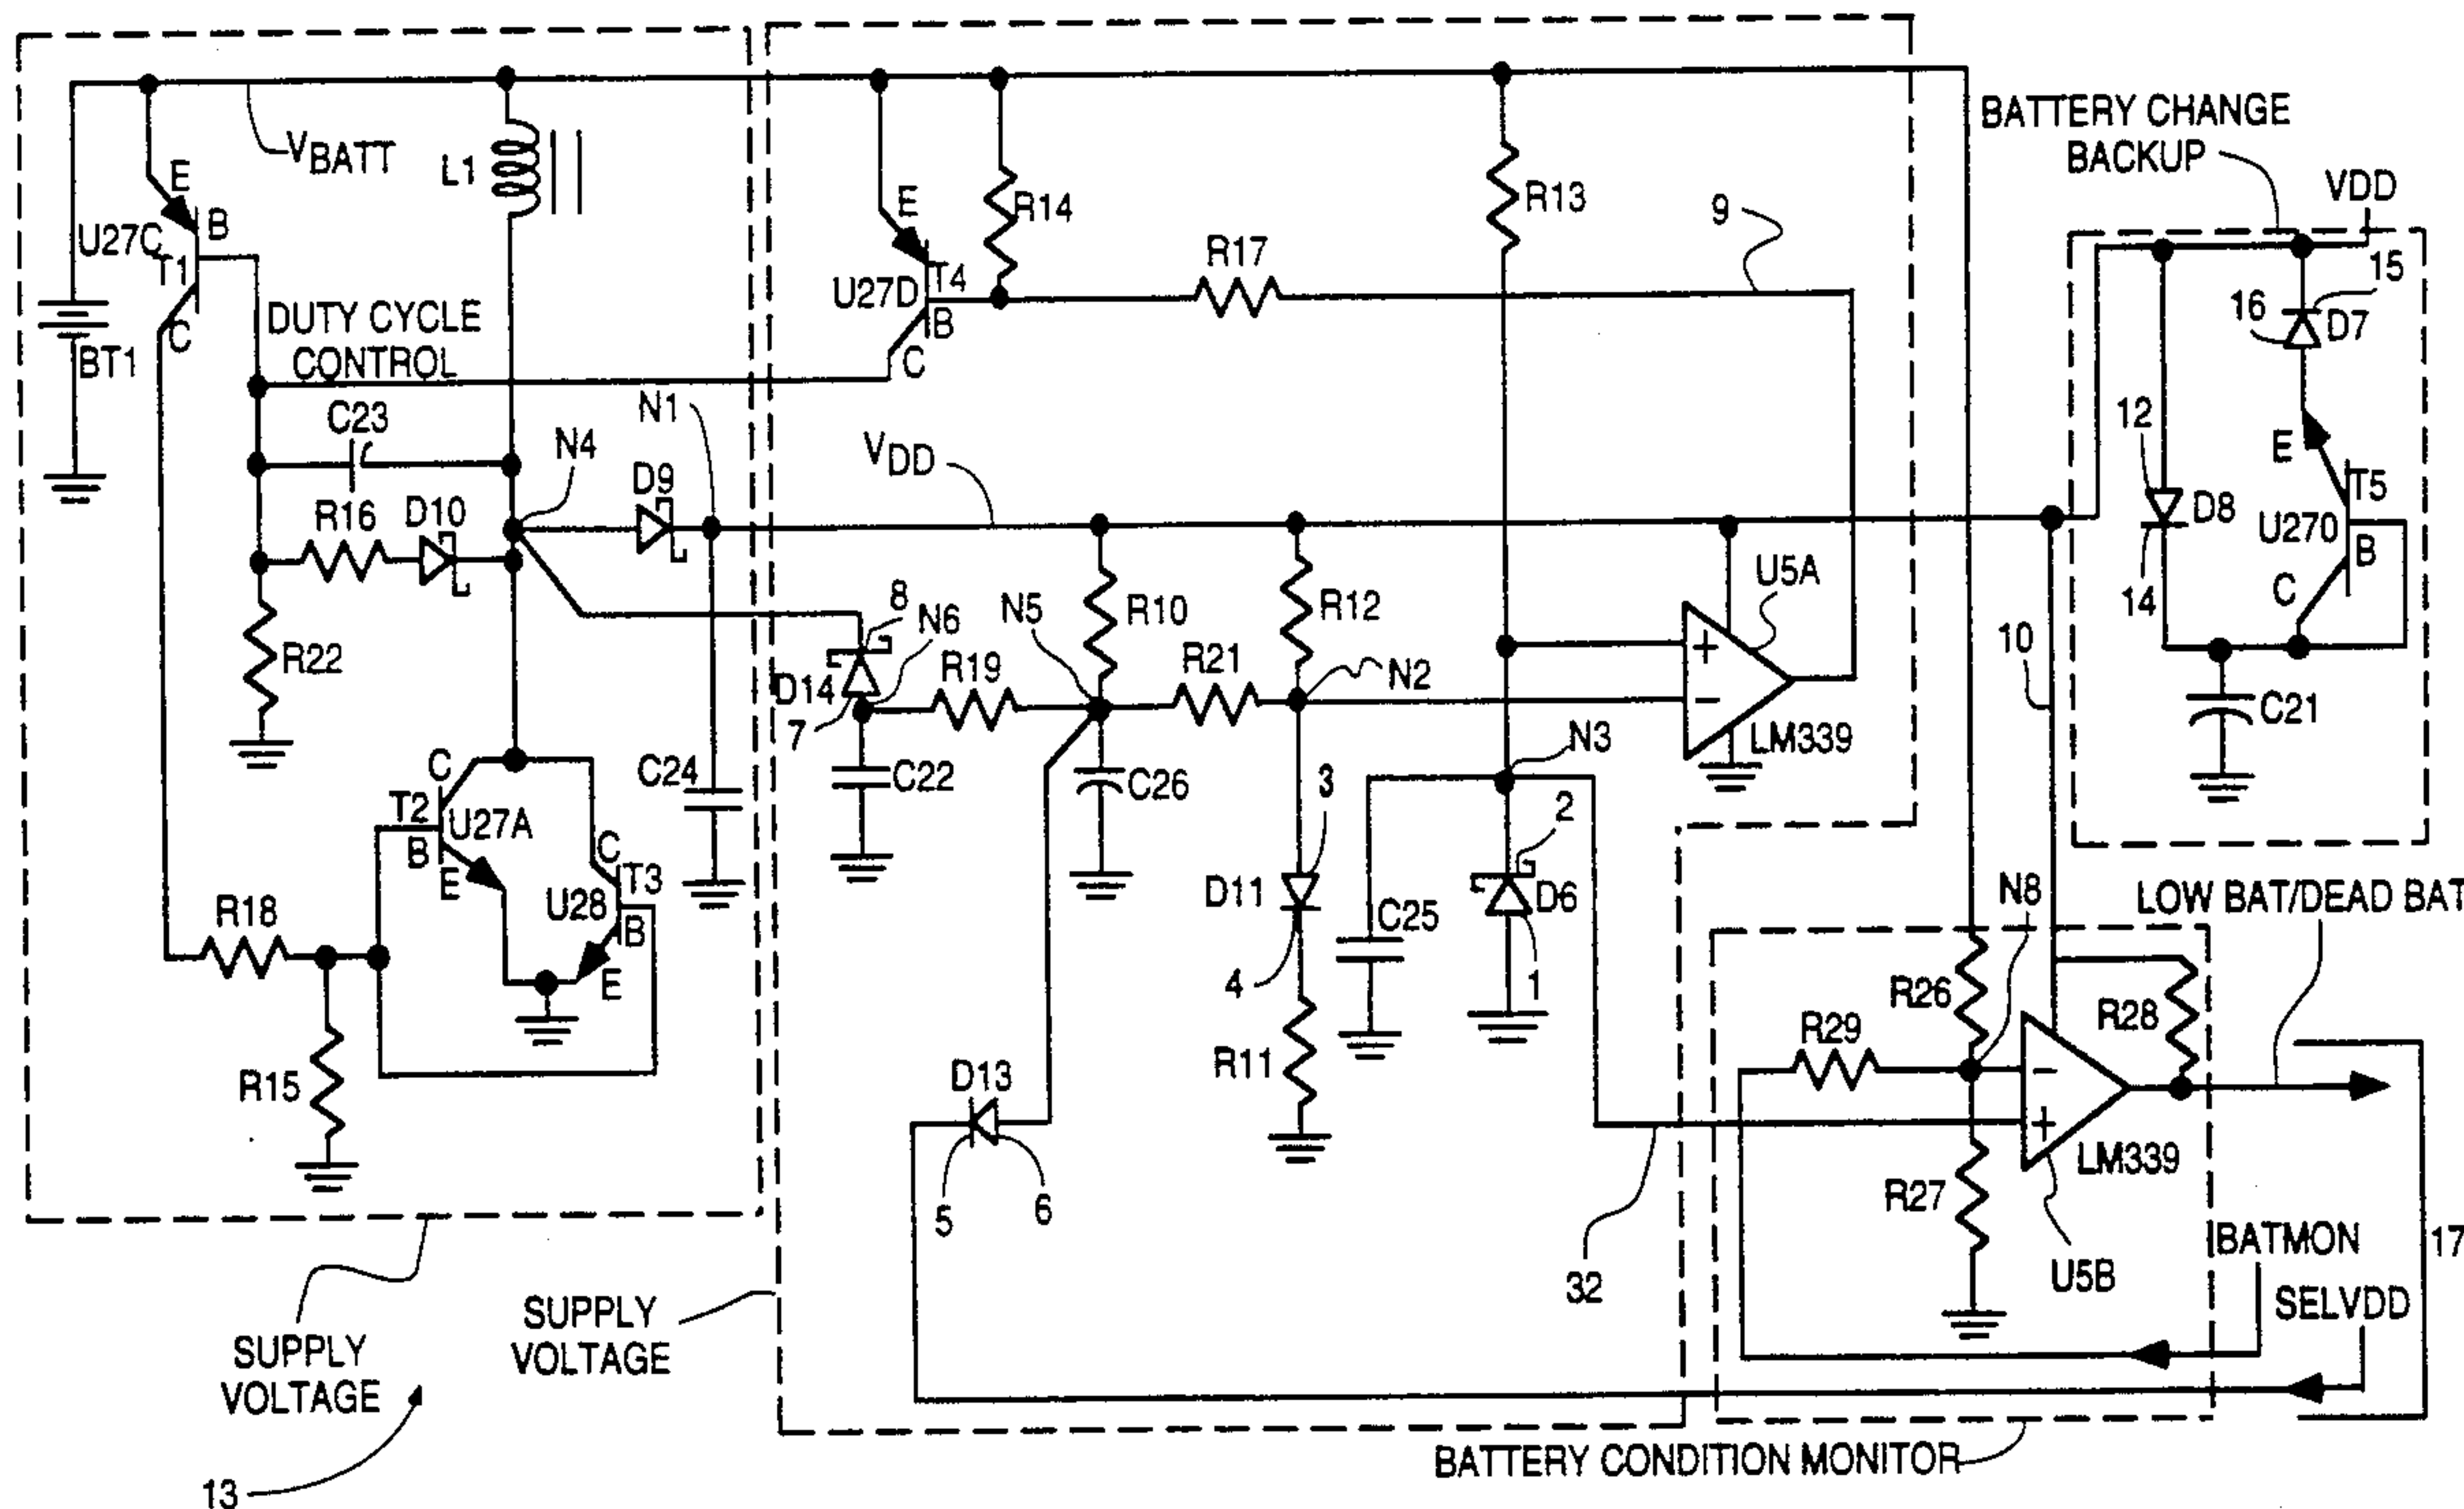 BATTERY CHANGE
BACKUP
VBATT
VDD
E
L1
E
R14
R13
9
15
U27C
B
T1
T4
R17
16
D7
U27D
B
C
DUTY CYCLE
CONTROL
C
BT1
N1
12
C23
N4
VDD
E
T5
D9
D8
U270
R16
D10
B
U5A
8
N6
N5
R10
R12
14
C
10
R22
R19
R21
+
D14
N2
−
C21
7
LM339
N3
C
C24
C22
C26
3
2
T2
U27A
C
B
T3
E
U28
N8
LOW BAT/DEAD BAT
D11
D6
R18
B
C25
4
1
E
R26
R28
R29
D13
R11
−
R15
+
LM339
5
6
R27
BATMON
17
32
U5B
SUPPLY
VOLTAGE
SELVDD
SUPPLY
VOLTAGE
BATTERY CONDITION MONITOR
13